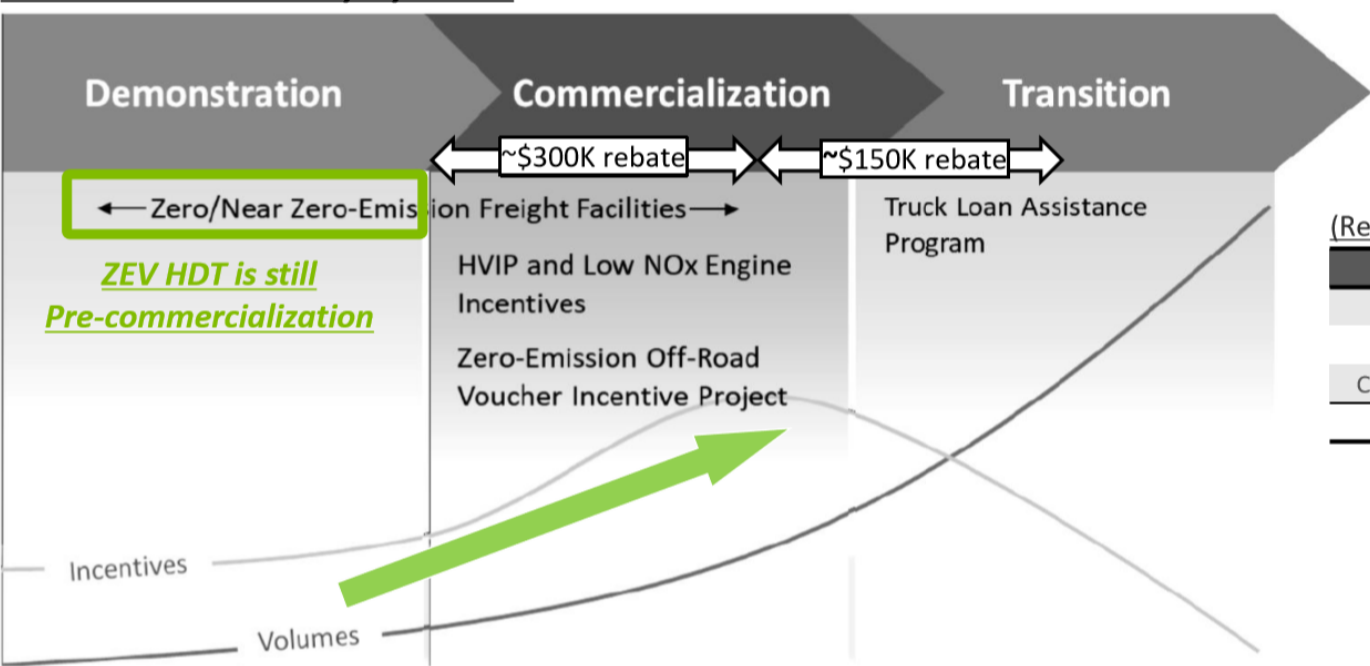 Demonstration
Commercialization
Transition
~$300K rebate
~$150K rebate
Zero/Near Zero-Emission Freight Facilities
ZEV HDT is still
Pre-commercialization
HVIP and Low NOx Engine
Incentives
Zero-Emission Off-Road
Voucher Incentive Project
Truck Loan Assistance
Program
(Re
C
Incentives
Volumes